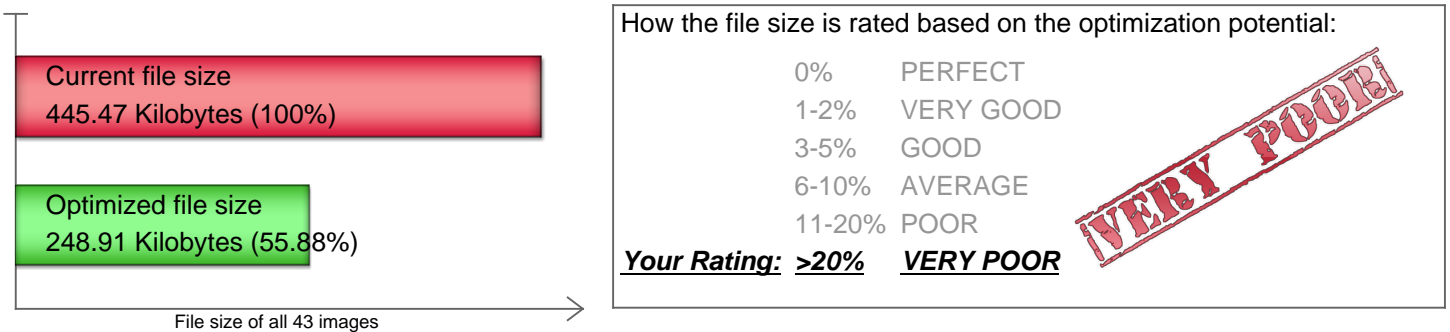 Current file size
445.47 Kilobytes (100%)
Optimized file size
248.91 Kilobytes (55.88%)
File size of all 43 images
How the file size is rated based on the optimization potential:
0% PERFECT
1-2% VERY GOOD
3-5% GOOD
6-10% AVERAGE
11-20% POOR
Your Rating: >20% VERY POOR
VERY POOR